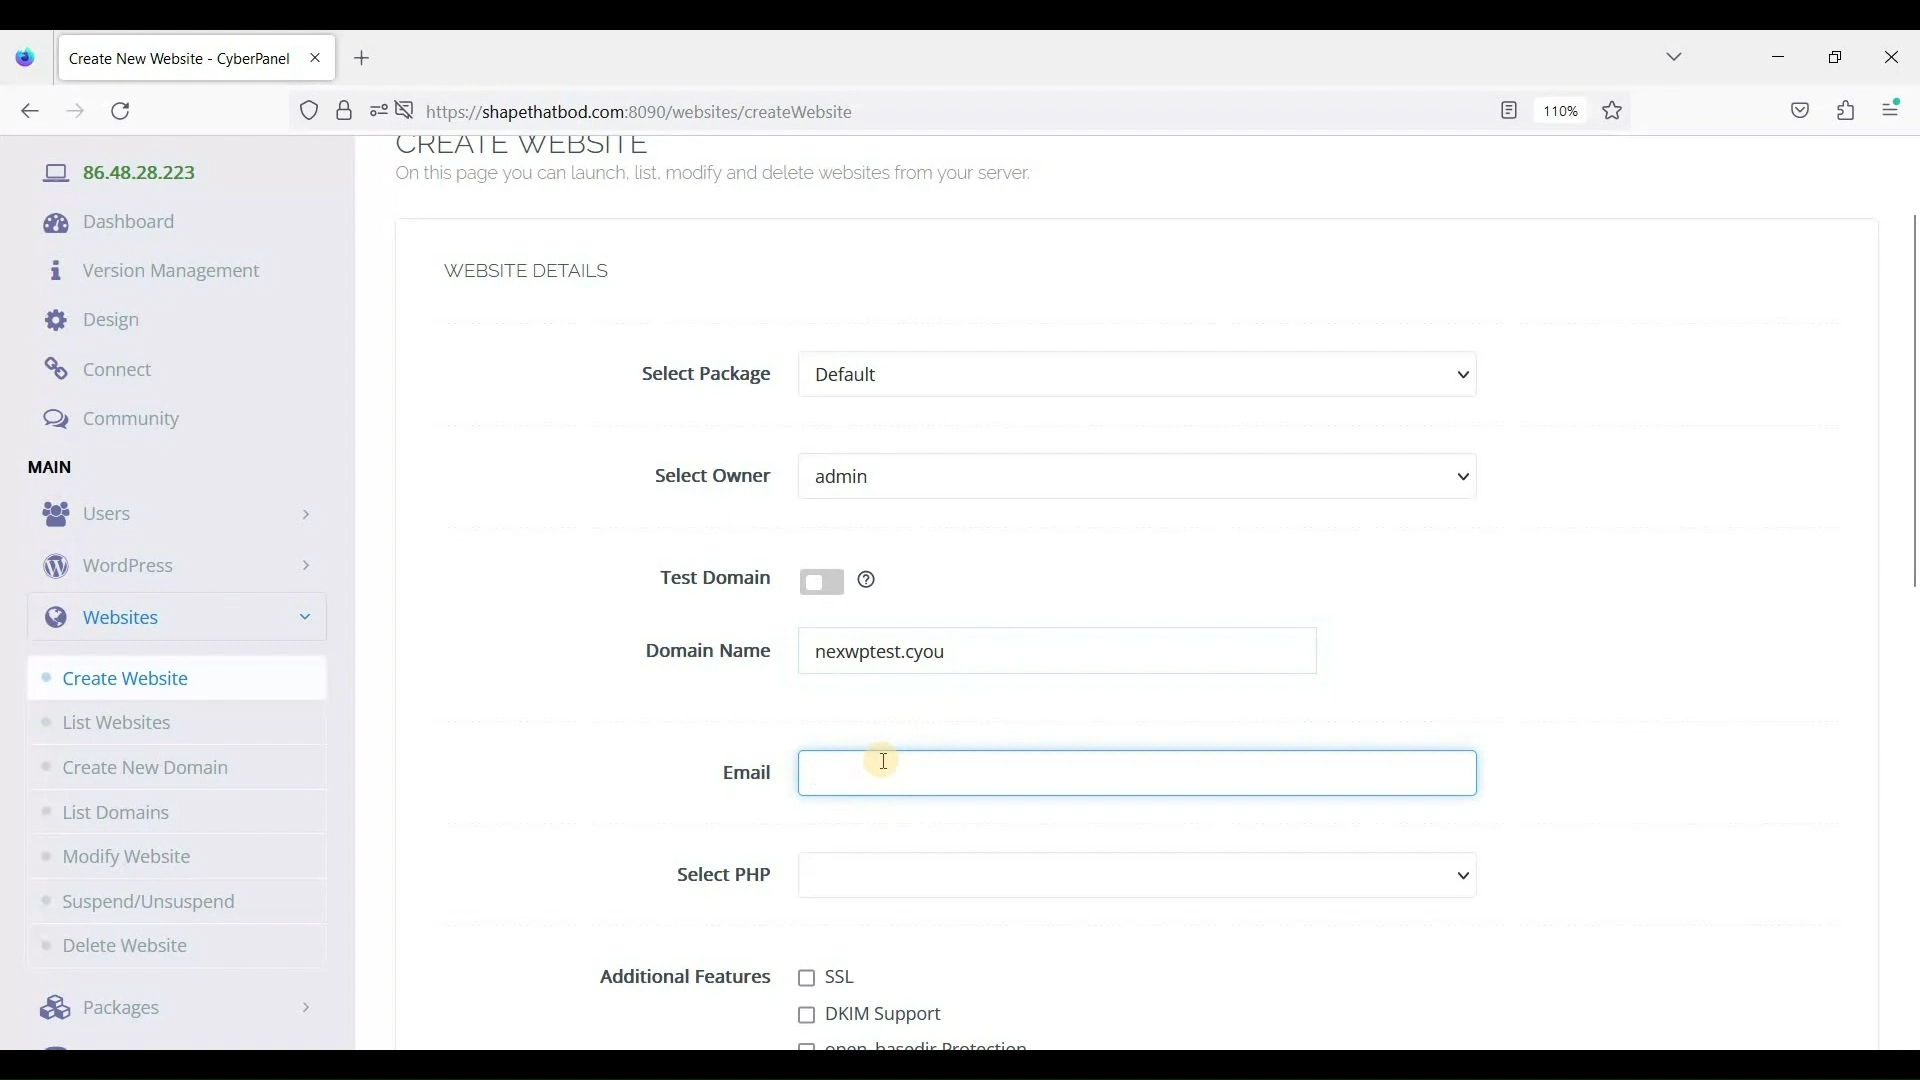 Create New Website - CyberPanel
https://shapethatbod.com:8090/websites/createWebsite
110%
86.48.28.223
Dashboard
Version Management
Design
Connect
Community
MAIN
Users
WordPress
Websites
Create Website
List Websites
Create New Domain
List Domains
Modify Website
Suspend/Unsuspend
Delete Website
Packages
CREATE WEBSITE
On this page you can launch, list, modify and delete websites from your server.
WEBSITE DETAILS
Select Package
Default
Select Owner
admin
Test Domain
Domain Name
nexwptest.cyou
Email
Select PHP
Additional Features
SSL
DKIM Support
open_basedir Protection